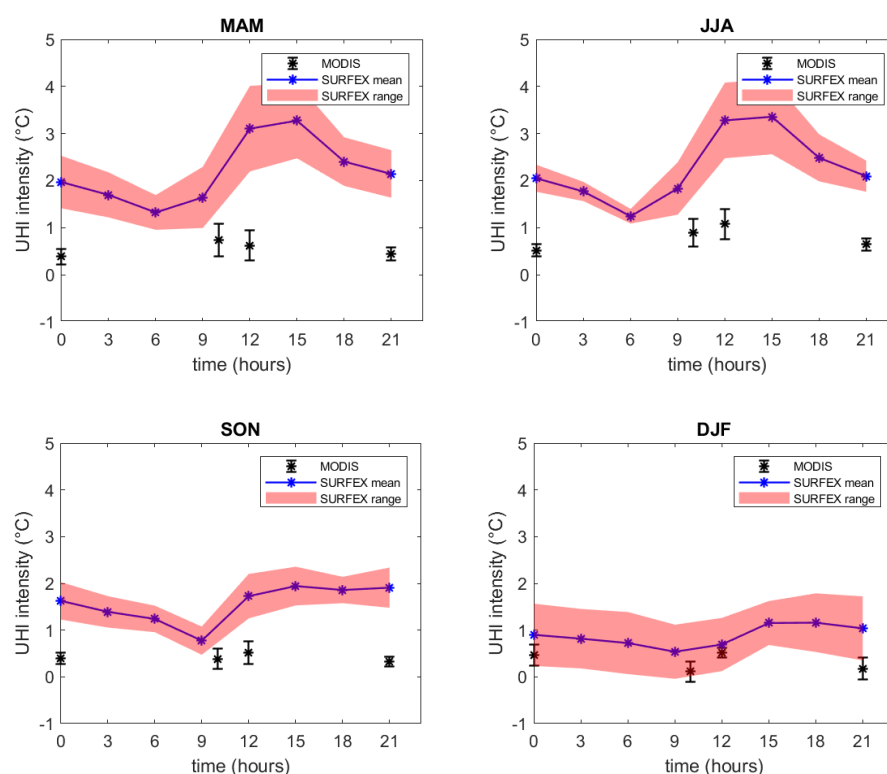 MAM
UHI intensity (°C)
5
4
3
2
1
0
-1
MODIS
SURFEX mean
SURFEX range
0 3 6 9 12 15 18 21
time (hours)
JJA
UHI intensity (°C)
5
4
3
2
1
0
-1
MODIS
SURFEX mean
SURFEX range
0 3 6 9 12 15 18 21
time (hours)
SON
UHI intensity (°C)
5
4
3
2
1
0
-1
MODIS
SURFEX mean
SURFEX range
0 3 6 9 12 15 18 21
time (hours)
DJF
UHI intensity (°C)
5
4
3
2
1
0
-1
MODIS
SURFEX mean
SURFEX range
0 3 6 9 12 15 18 21
time (hours)